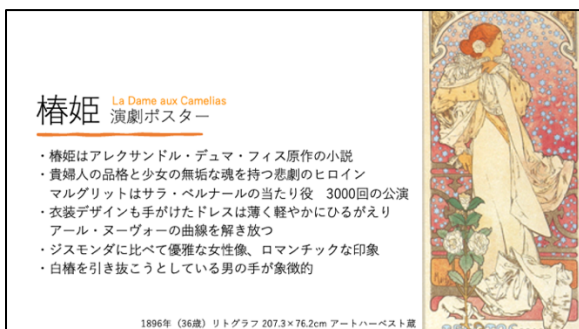 椿姫 La Dame aux Camelias
演劇ポスター
・椿姫はアレクサンドル・デュマ・フィス原作の小説
・貴婦人の品格と少女の無垢な魂を持つ悲劇のヒロイン
マルグリットはサラ・ベルナールの当たり役 3000回の公演
・衣装デザインも手がけたドレスは薄く軽やかにひるがえり
アール・ヌーヴォーの曲線を解き放つ
・ジスモンダに比べて優雅な女性像、ロマンチックな印象
・白椿を引き抜こうとしている男の手が象徴的
1896年（36歳）リトグラフ 207.3×76.2cm アートハーベスト蔵